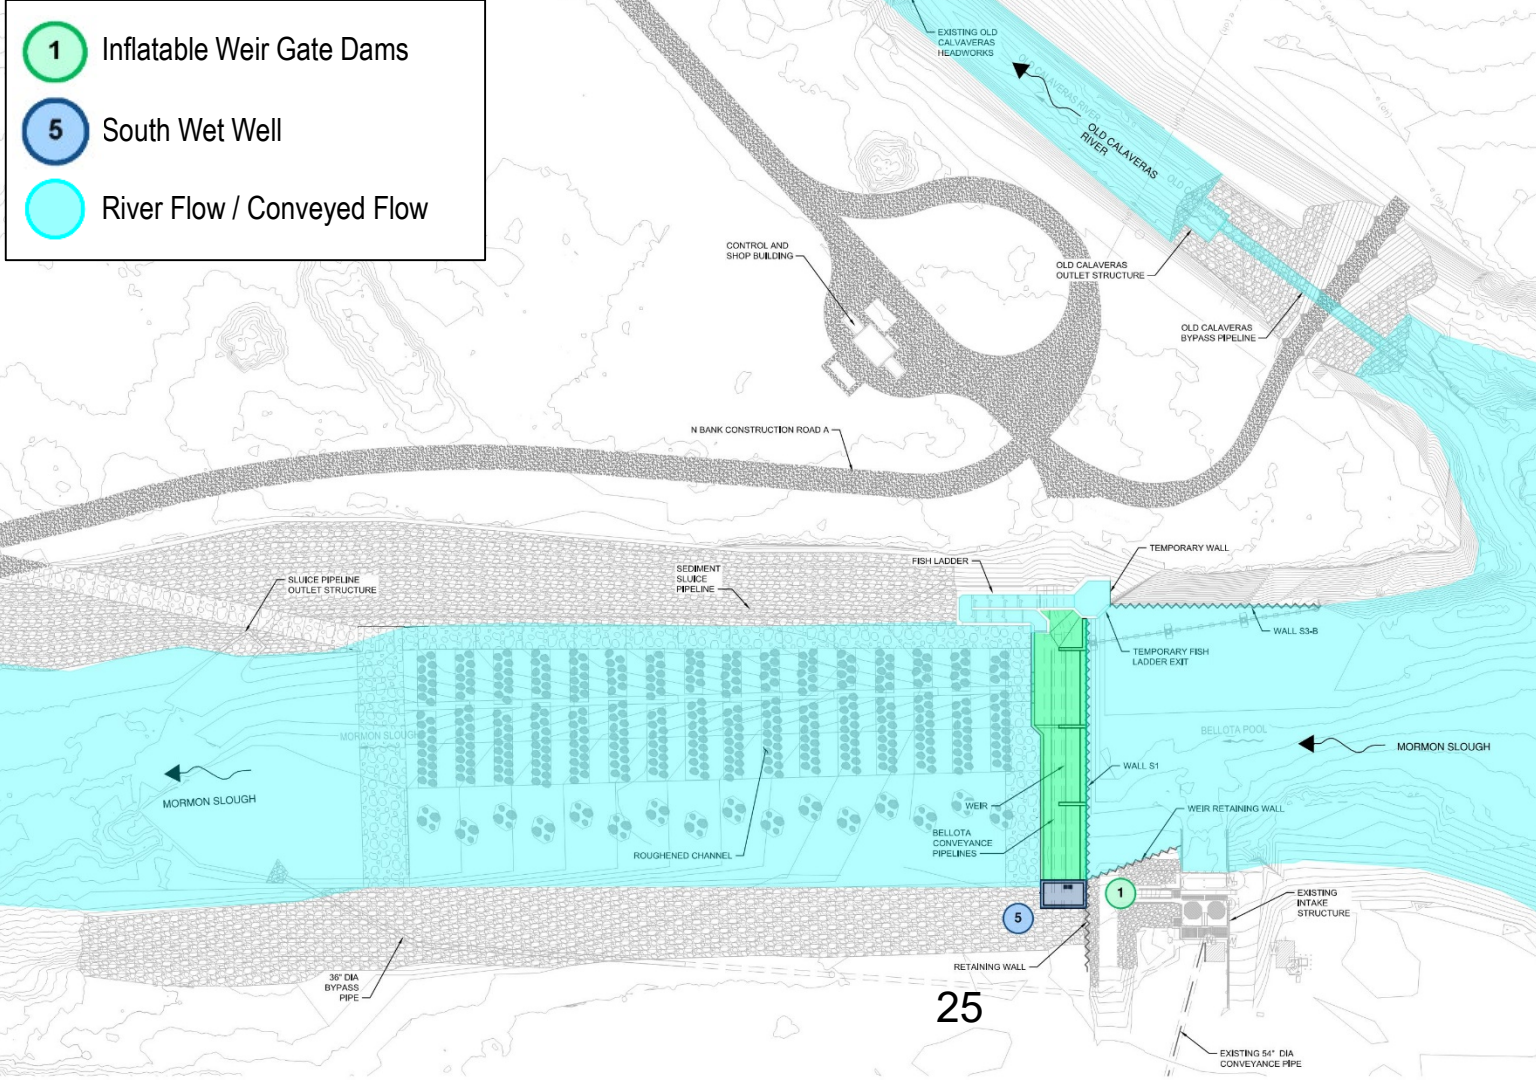 1 Inflatable Weir Gate Dams
5 South Wet Well
River Flow / Conveyed Flow
EXISTING OLD
CALVAVERAS
HEADWORKS
OLD CALAVERAS RIVER
OLD CALAVERAS
RIVER
CONTROL AND
SHOP BUILDING
OLD CALAVERAS
OUTLET STRUCTURE
OLD CALAVERAS
BYPASS PIPELINE
N BANK CONSTRUCTION ROAD A
SLUICE PIPELINE
OUTLET STRUCTURE
SEDIMENT
SLUICE
PIPELINE
FISH LADDER
TEMPORARY WALL
WALL S3-B
TEMPORARY FISH
LADDER EXIT
MORMON SLOUGH
BELLOTA POOL
MORMON SLOUGH
WALL S1
MORMON SLOUGH
WEIR
WEIR RETAINING WALL
BELLOTA
CONVEYANCE
PIPELINES
ROUGHENED CHANNEL
1
5
EXISTING
INTAKE
STRUCTURE
36" DIA
BYPASS
PIPE
RETAINING WALL
25
EXISTING 54" DIA
CONVEYANCE PIPE